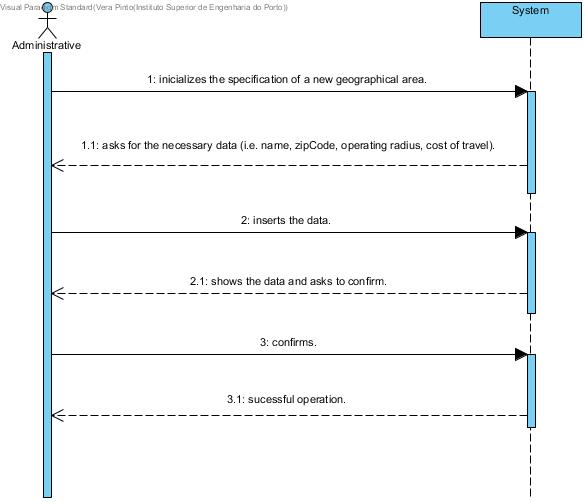 Visual Paradigm Standard(Vera Pinto(Instituto Superior de Engenharia do Porto))
System
Administrative
1: inicializes the specification of a new geographical area.
1.1: asks for the necessary data (i.e. name, zipCode, operating radius, cost of travel).
2: inserts the data.
2.1: shows the data and asks to confirm.
3: confirms.
3.1: sucessful operation.